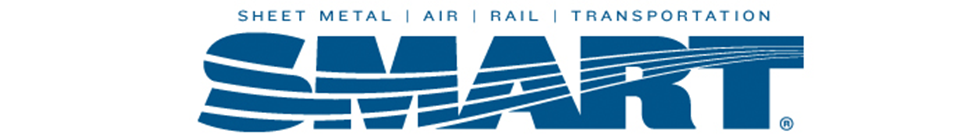 SHEET METAL | AIR | RAIL | TRANSPORTATION
SMART®